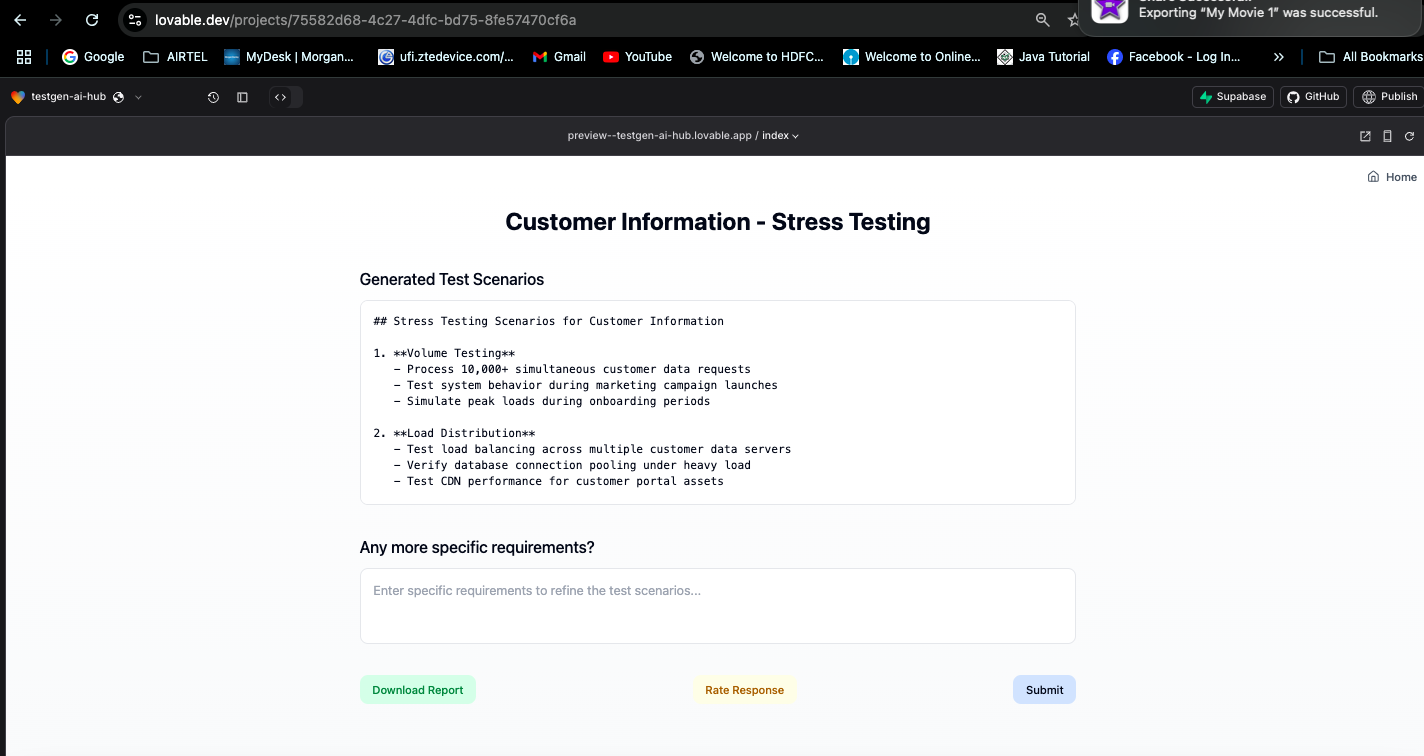 Exporting “My Movie 1” was successful.
lovable.dev/projects/75582d68-4c27-4dfc-bd75-8fe57470cf6a
Google AIRTEL MyDesk | Morgan... ufi.ztedevice.com/... Gmail YouTube Welcome to HDFC... Welcome to Online... Java Tutorial Facebook - Log In... » All Bookmarks
testgen-ai-hub Supabase GitHub Publish
preview--testgen-ai-hub.lovable.app / index
Home
Customer Information - Stress Testing
Generated Test Scenarios
## Stress Testing Scenarios for Customer Information
1. **Volume Testing**
- Process 10,000+ simultaneous customer data requests
- Test system behavior during marketing campaign launches
- Simulate peak loads during onboarding periods
2. **Load Distribution**
- Test load balancing across multiple customer data servers
- Verify database connection pooling under heavy load
- Test CDN performance for customer portal assets
Any more specific requirements?
Enter specific requirements to refine the test scenarios...
Download Report Rate Response Submit